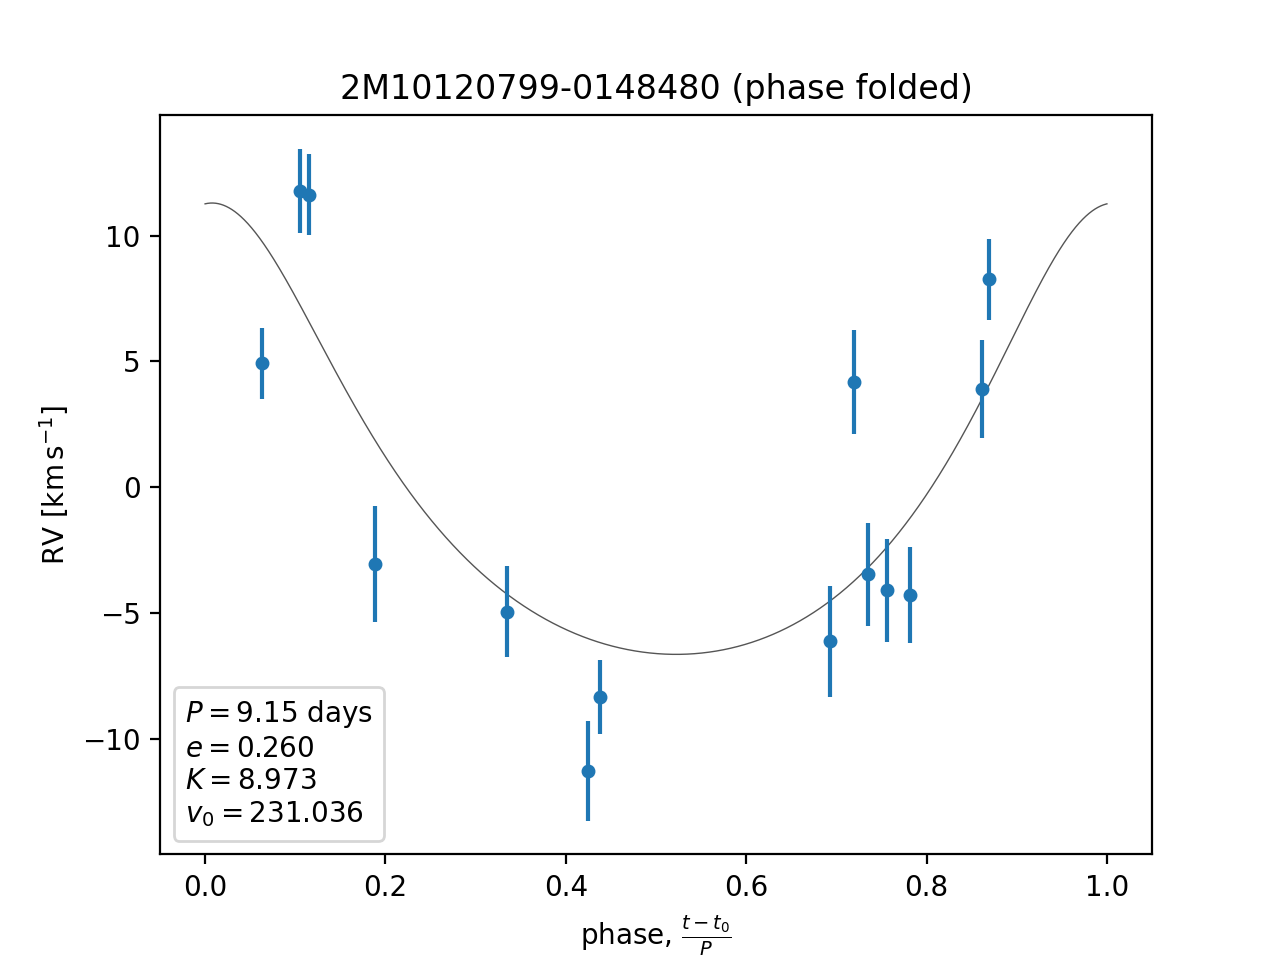 2M10120799-0148480 (phase folded)
10
5
0
−5
−10
RV [km s⁻¹]
P = 9.15 days
e = 0.260
K = 8.973
v₀ = 231.036
0.0 0.2 0.4 0.6 0.8 1.0
phase, (t − t₀)/P